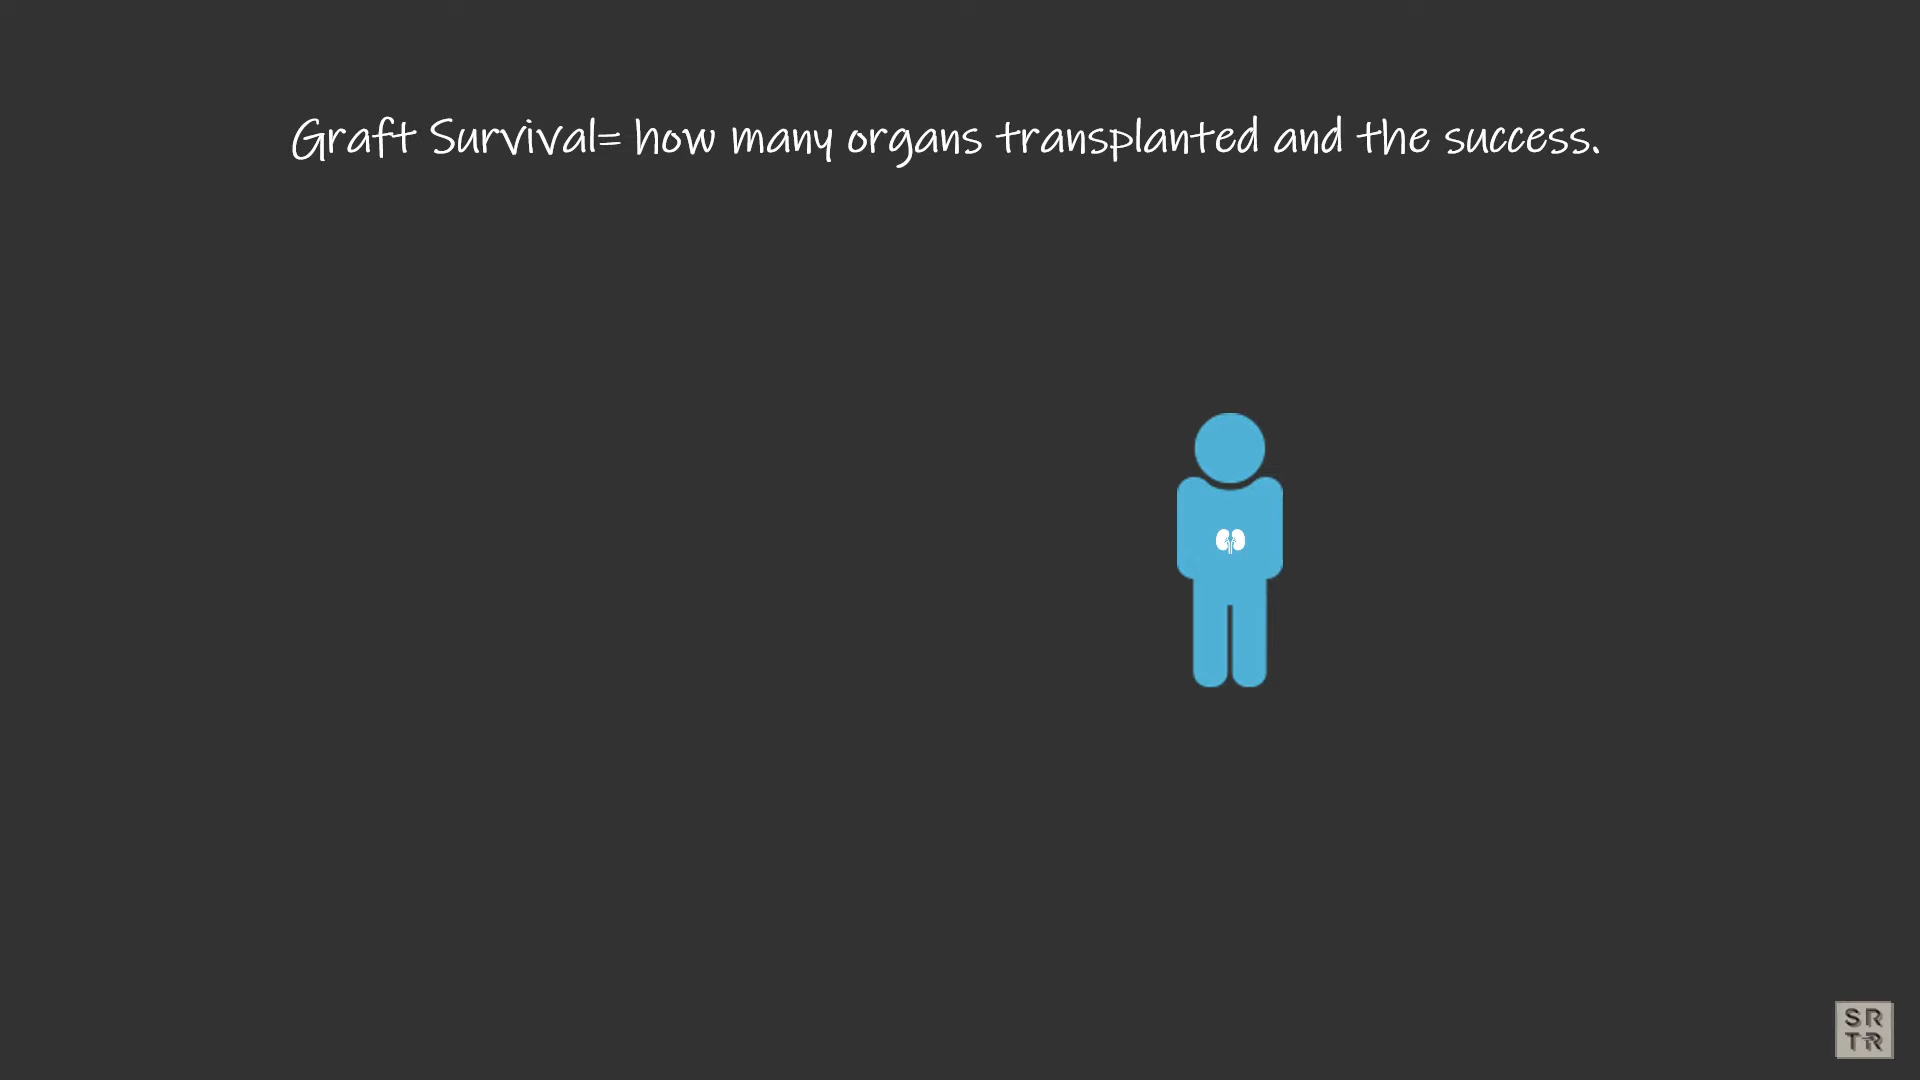 Graft Survival= how many organs transplanted and the success.
SR
TR